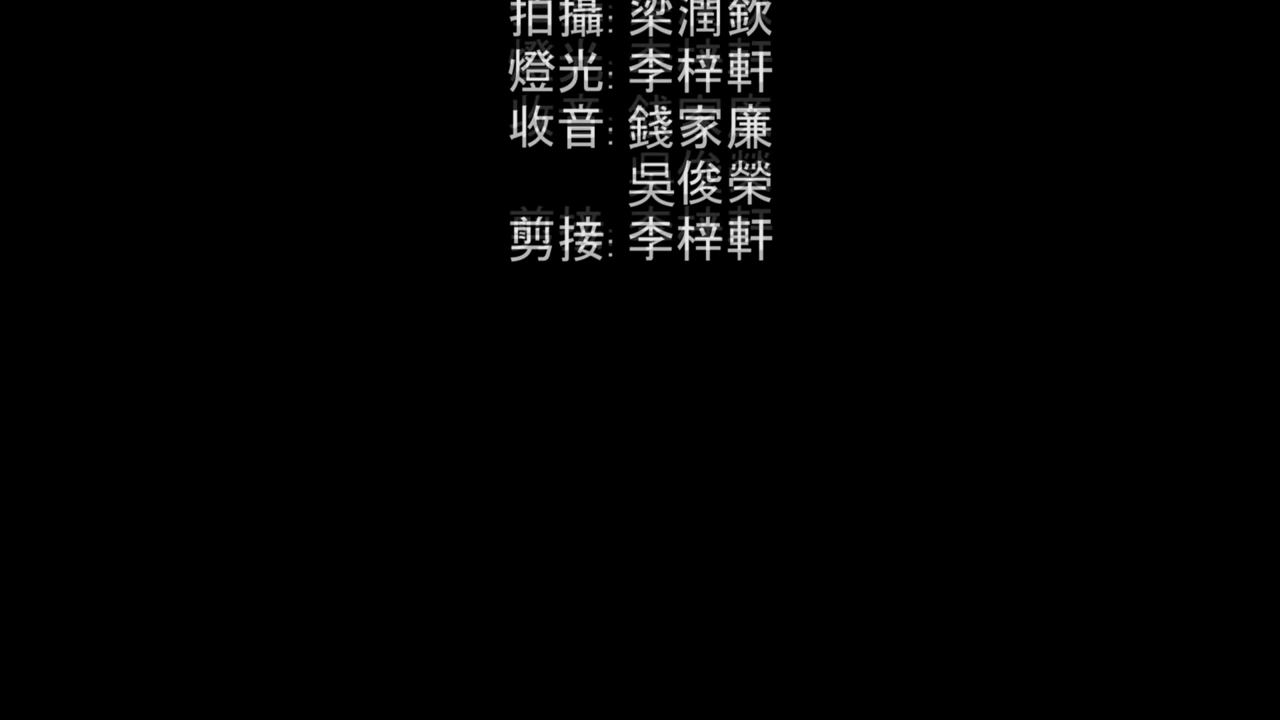 拍攝: 梁潤欽
燈光: 李梓軒
收音: 錢家廉
吳俊榮
剪接: 李梓軒